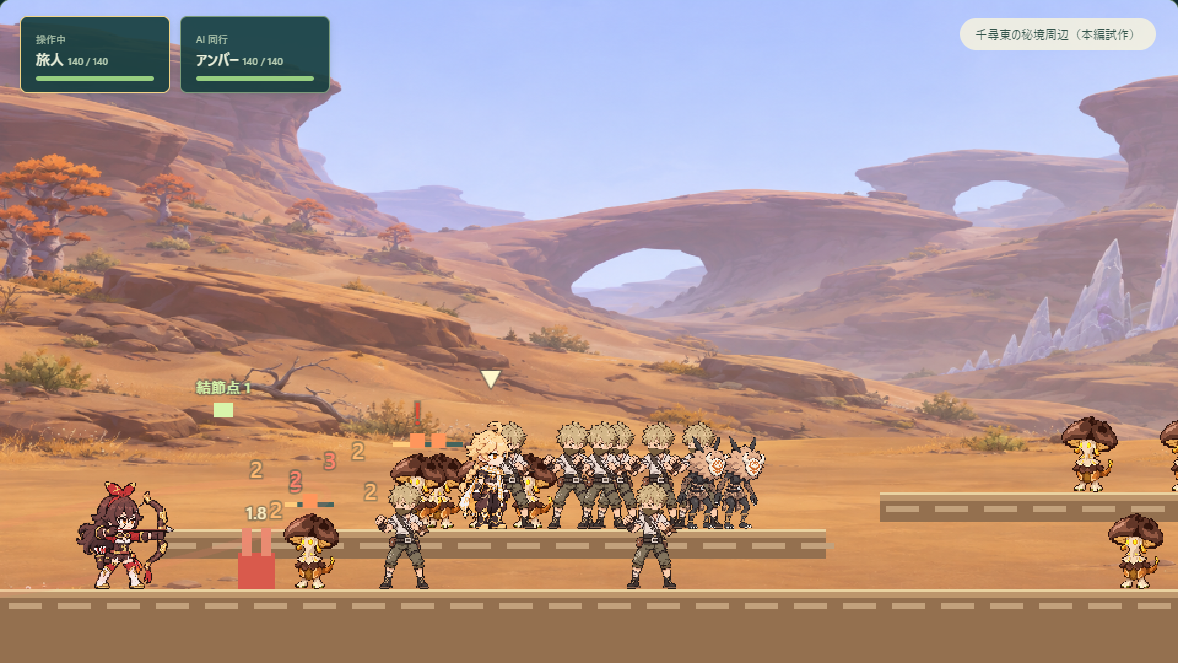 操作中
旅人 140 / 140
AI 同行
アンバー 140 / 140
千尋東の秘境周辺（本編試作）
結節点 1
!
2
3
2
2
2
1.8
2